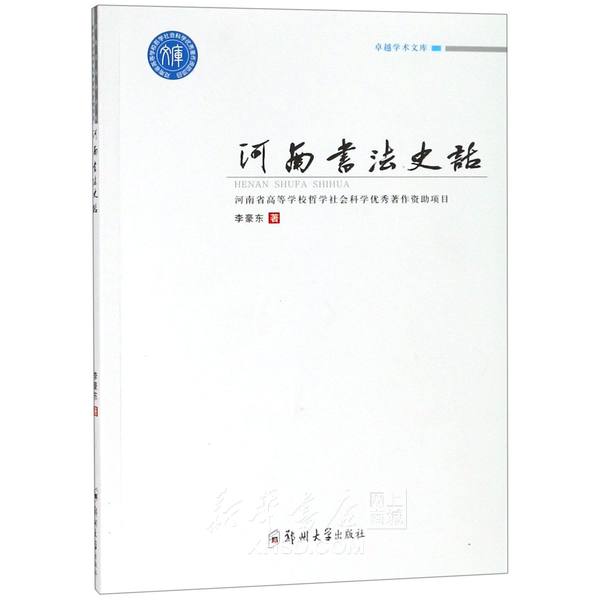 卓越学术文库
文库
河南书法史话
HENAN SHUFA SHIHUA
河南省高等学校哲学社会科学优秀著作资助项目
李豪东 著
郑州大学出版社
河南书法史话
李豪东 著
新华书店
网上商城
XHSD.COM